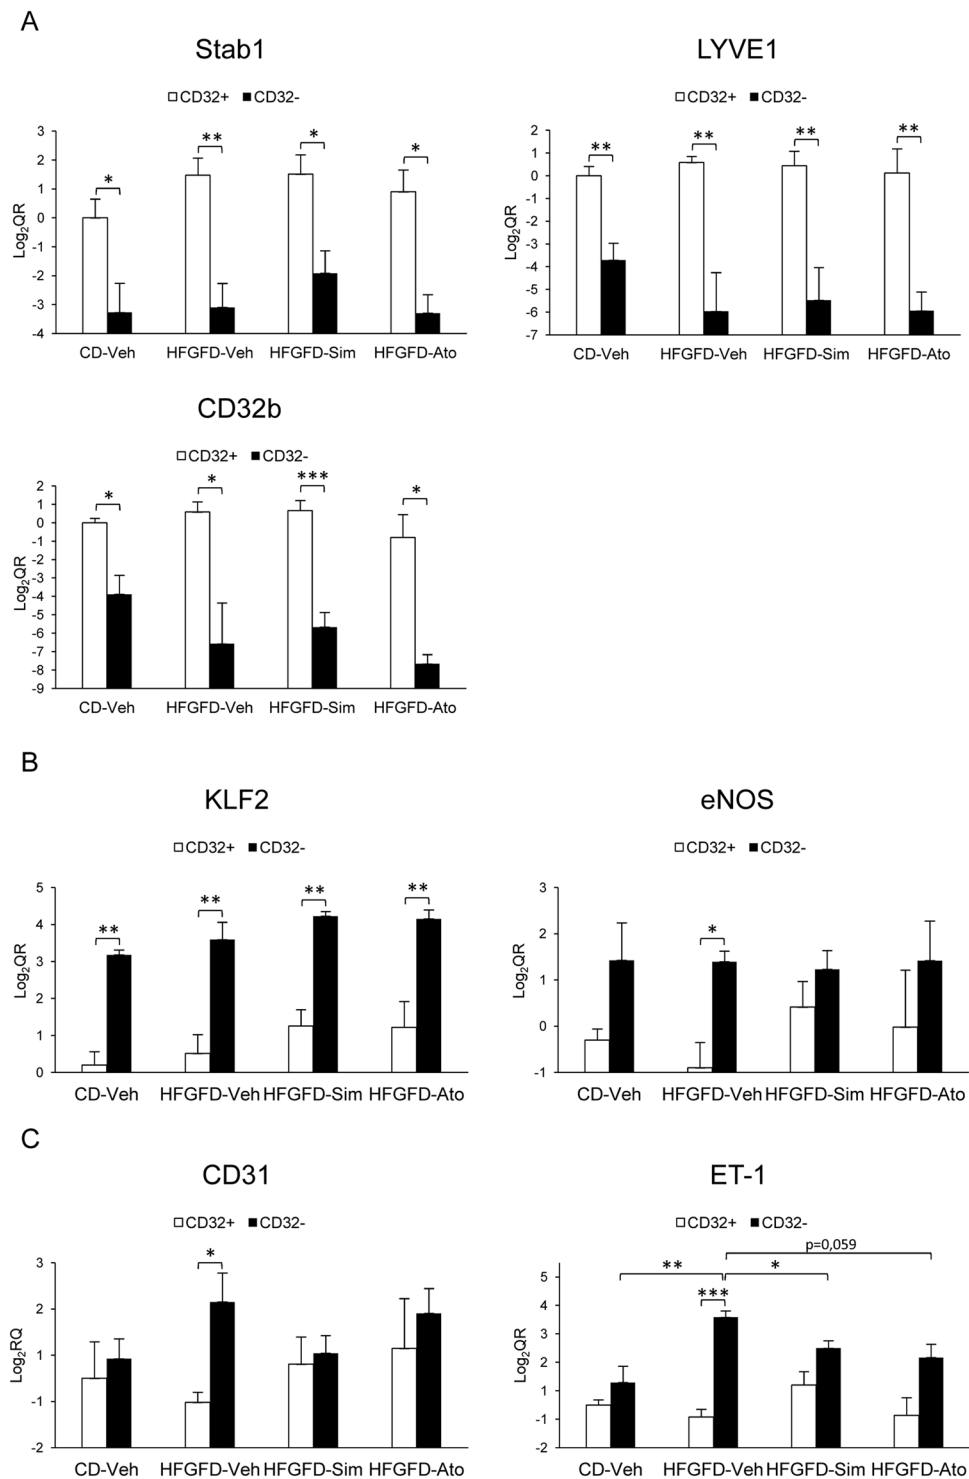 A
Stab1
□CD32+ ■CD32-
Log₂QR
3
2
1
0
-1
-2
-3
-4
*
**
*
*
CD-Veh HFGFD-Veh HFGFD-Sim HFGFD-Ato
LYVE1
□CD32+ ■CD32-
Log₂QR
2
1
0
-1
-2
-3
-4
-5
-6
-7
**
**
**
**
CD-Veh HFGFD-Veh HFGFD-Sim HFGFD-Ato
CD32b
□CD32+ ■CD32-
Log₂QR
2
1
0
-1
-2
-3
-4
-5
-6
-7
-8
-9
*
*
***
*
CD-Veh HFGFD-Veh HFGFD-Sim HFGFD-Ato
B
KLF2
□CD32+ ■CD32-
Log₂QR
5
4
3
2
1
0
**
**
**
**
CD-Veh HFGFD-Veh HFGFD-Sim HFGFD-Ato
eNOS
□CD32+ ■CD32-
Log₂QR
3
2
1
0
-1
*
CD-Veh HFGFD-Veh HFGFD-Sim HFGFD-Ato
C
CD31
□CD32+ ■CD32-
Log₂RQ
3
2
1
-1
-2
*
CD-Veh HFGFD-Veh HFGFD-Sim HFGFD-Ato
ET-1
□CD32+ ■CD32-
Log₂QR
5
4
3
2
1
-1
-2
p=0,059
**
*
***
CD-Veh HFGFD-Veh HFGFD-Sim HFGFD-Ato